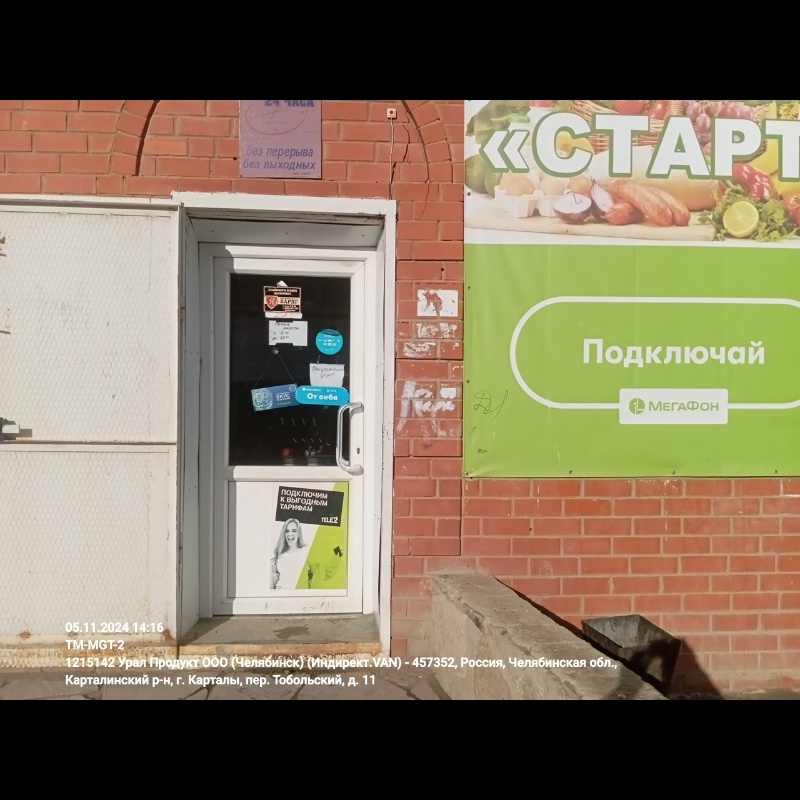 24 ЧАСА
без перерыва
без выходных
«СТАРТ
Подключай
МЕГАФОН
От себя
ПОДКЛЮЧИМ
К ВЫГОДНЫМ
ТАРИФАМ
TELE2
05.11.2024 14:16
TM-MGT-2
1215142 Урал Продукт ООО (Челябинск) (Индирект.VAN) - 457352, Россия, Челябинская обл.,
Карталинский р-н, г. Карталы, пер. Тобольский, д. 11